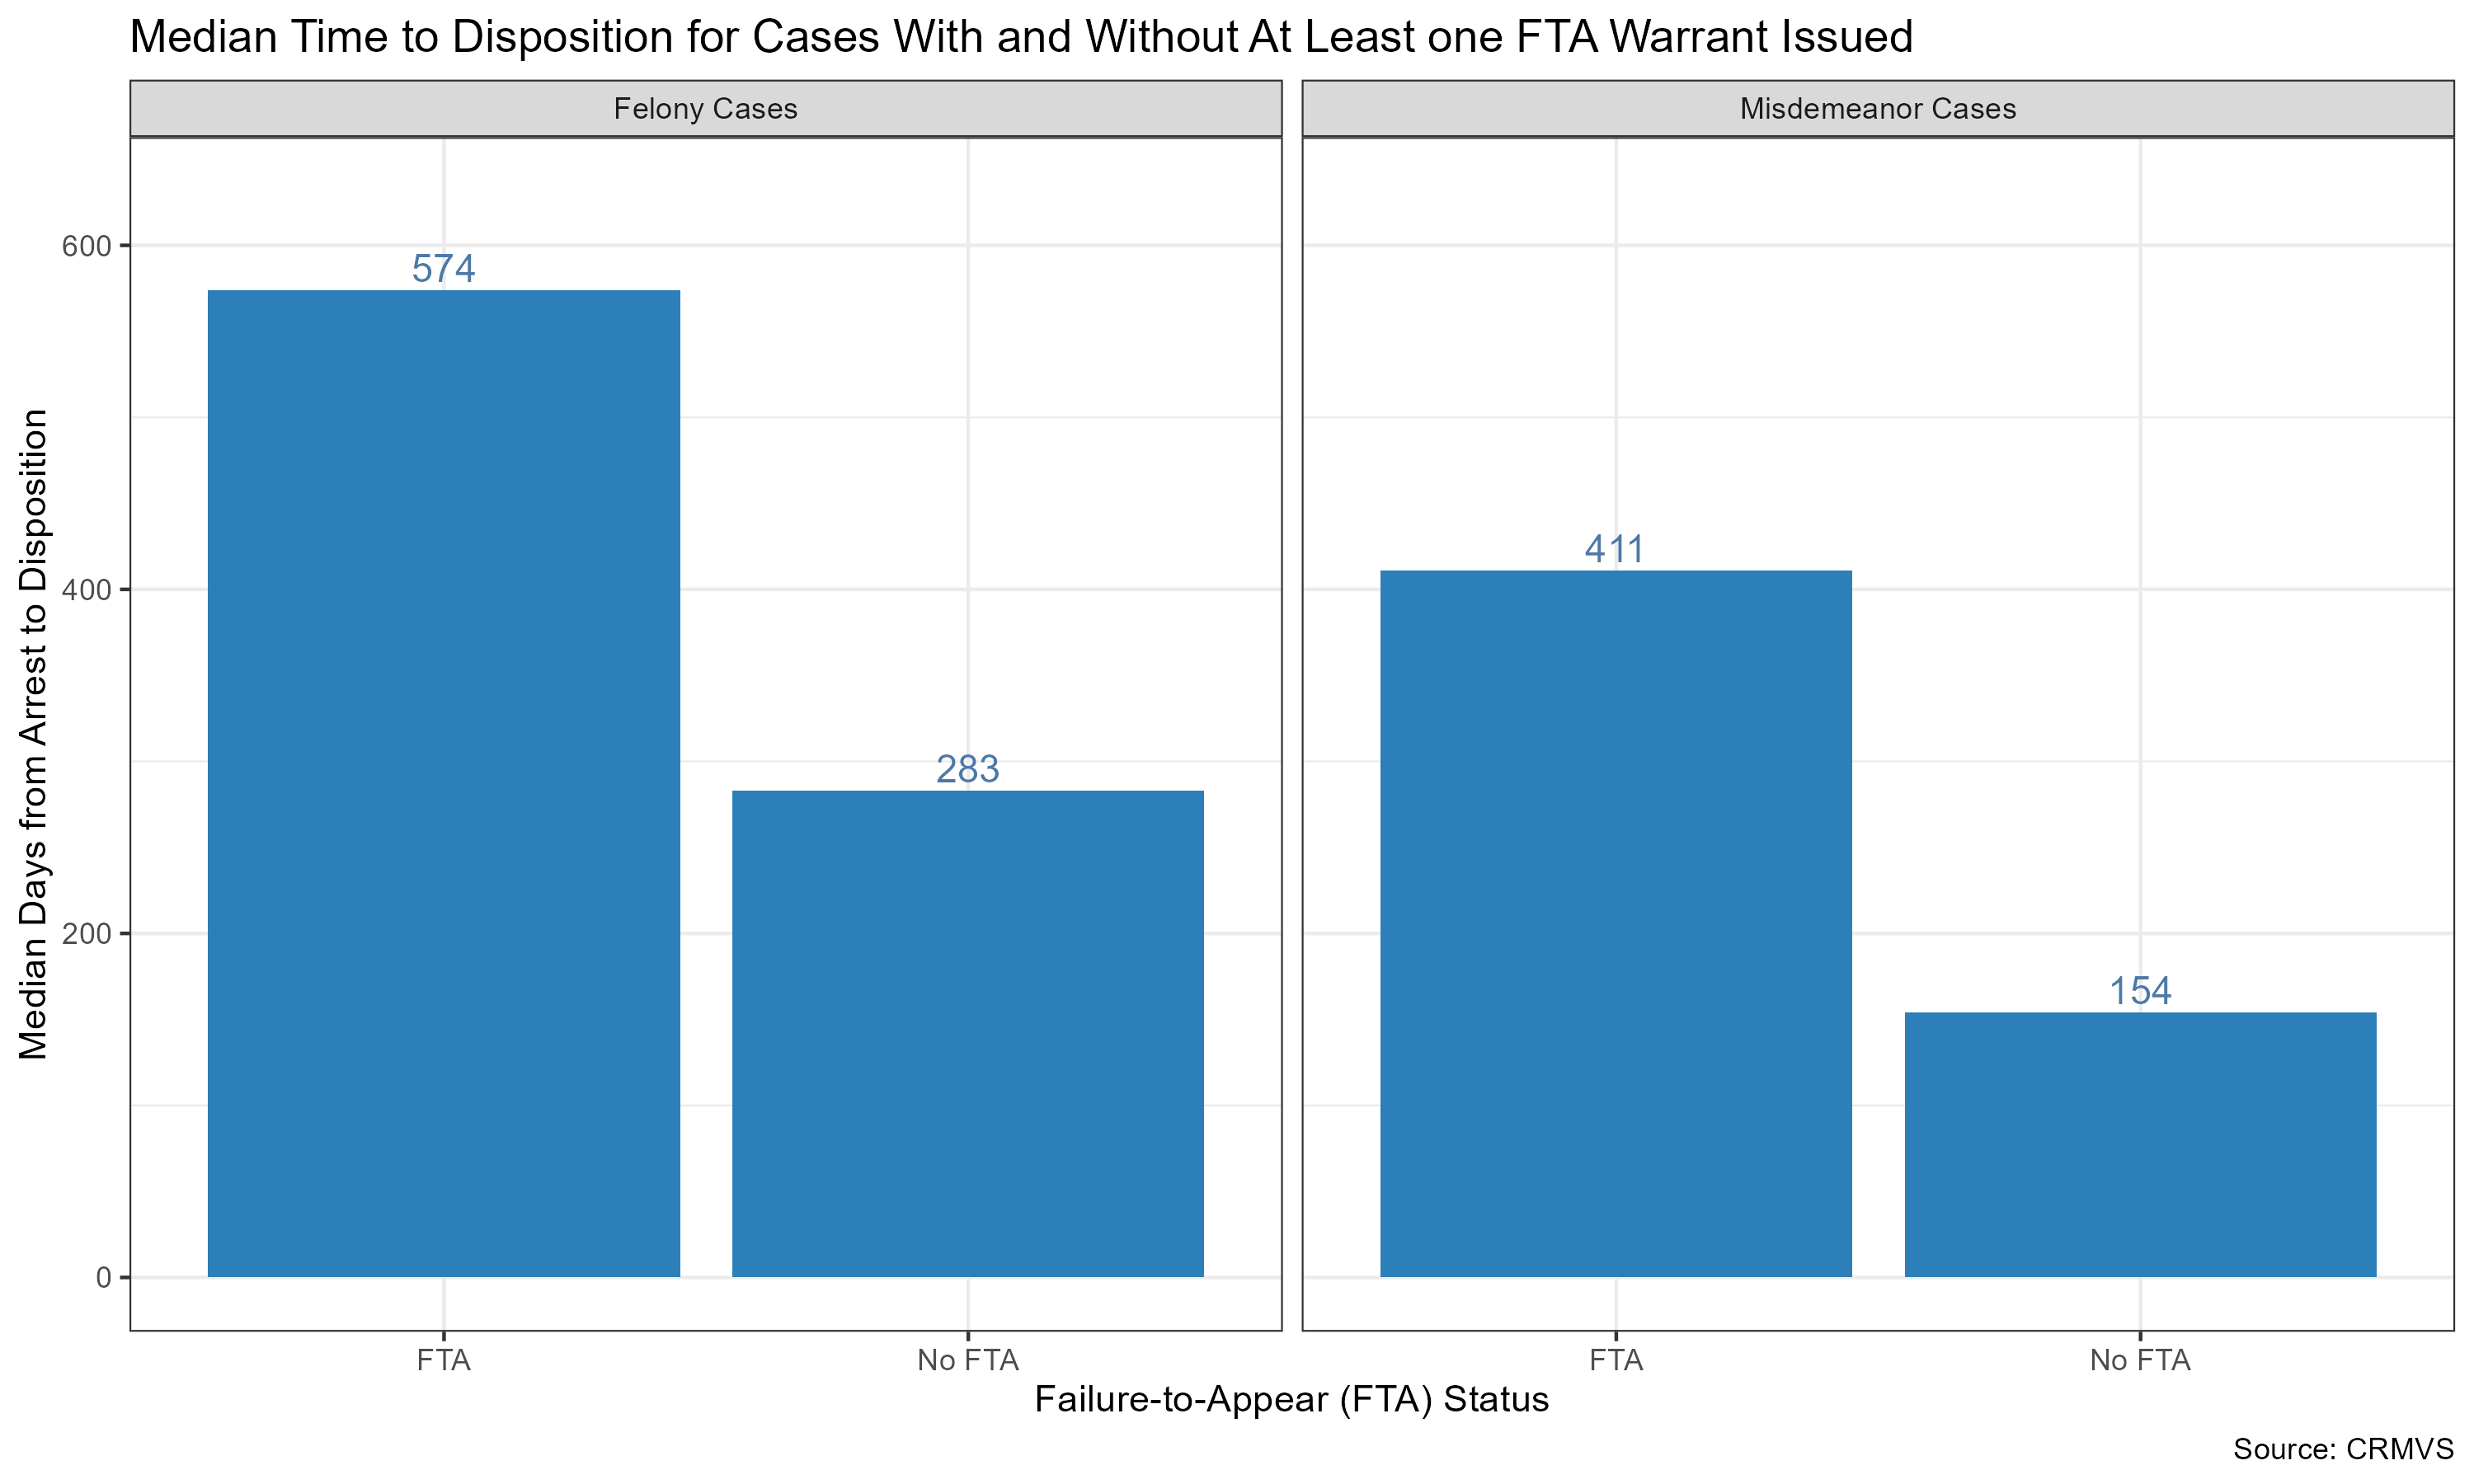 Median Time to Disposition for Cases With and Without At Least one FTA Warrant Issued
Felony Cases
Misdemeanor Cases
Median Days from Arrest to Disposition
600
400
200
0
574
283
411
154
FTA
No FTA
FTA
No FTA
Failure-to-Appear (FTA) Status
Source: CRMVS